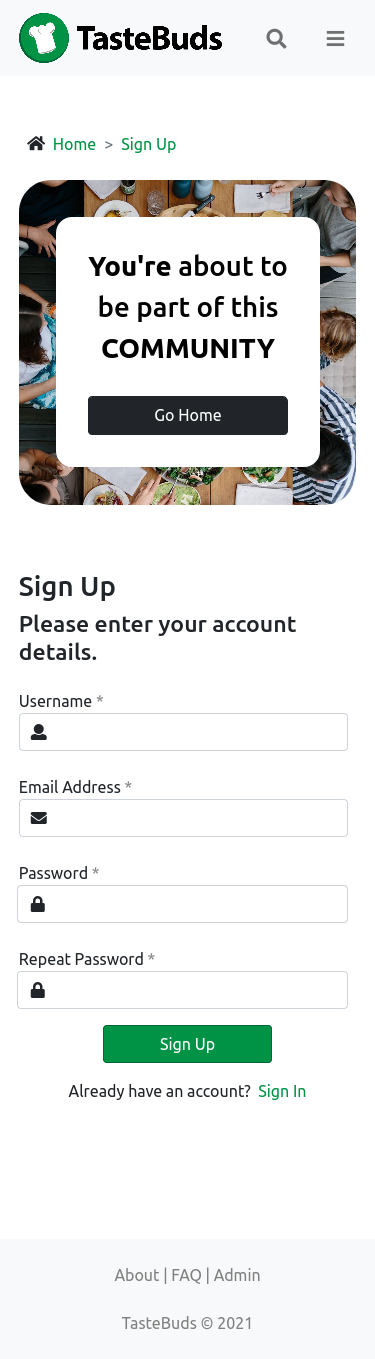 TasteBuds
Home > Sign Up
You're about to
be part of this
COMMUNITY
Go Home
Sign Up
Please enter your account
details.
Username *
Email Address *
Password *
Repeat Password *
Sign Up
Already have an account? Sign In
About | FAQ | Admin
TasteBuds © 2021